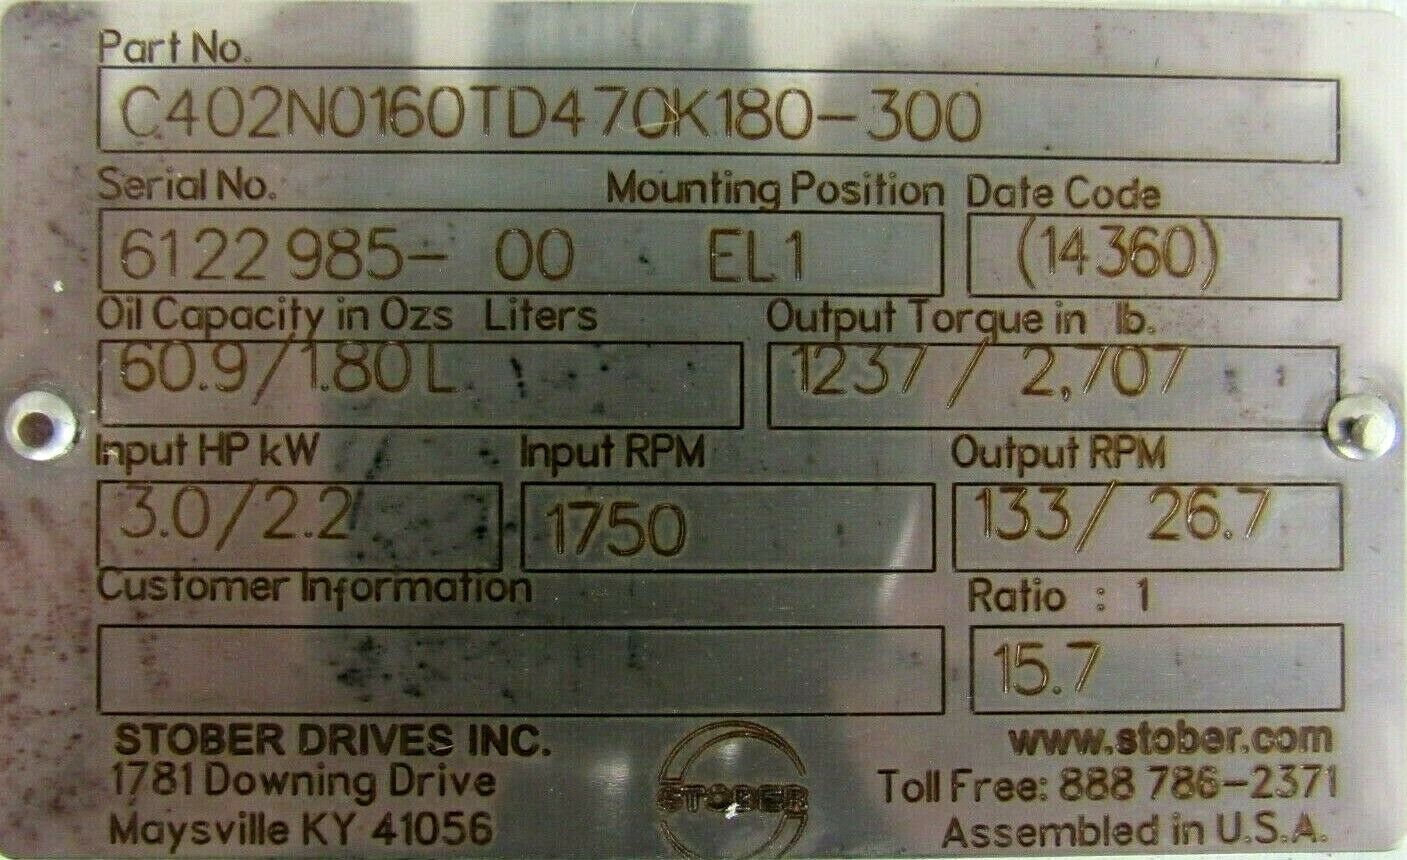 Part No.
C402N0160TD470K180-300
Serial No. Mounting Position Date Code
6122985- 00 EL1 (14360)
Oil Capacity in Ozs Liters Output Torque in lb.
60.9/1.80L 1237 / 2,707
Input HP kW Input RPM Output RPM
3.0/2.2 1750 133/ 26.7
Customer Information Ratio : 1
15.7
STOBER DRIVES INC. www.stober.com
1781 Downing Drive Toll Free: 888 786-2371
STOBER
Maysville KY 41056 Assembled in U.S.A.